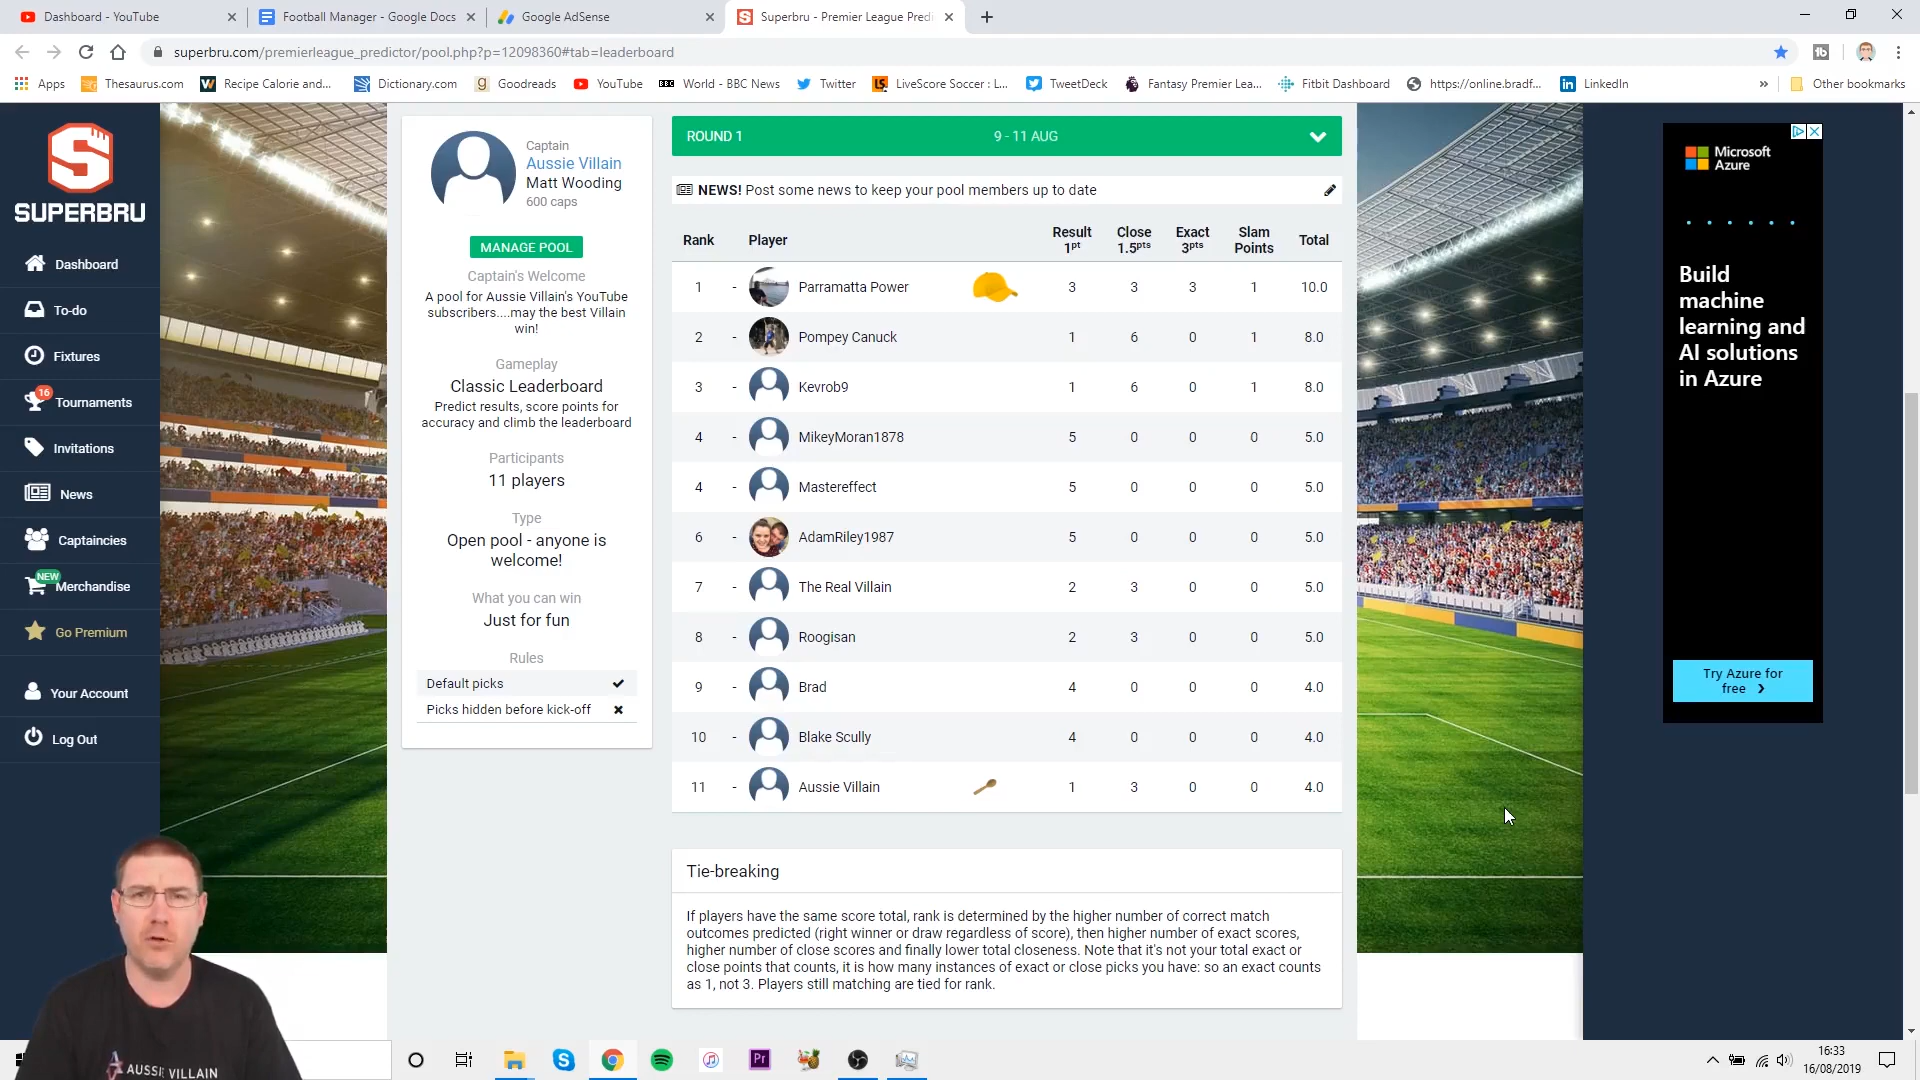 Dashboard - YouTube
Football Manager - Google Docs
Google AdSense
Superbru - Premier League Predi
superbru.com/premierleague_predictor/pool.php?p=12098360#tab=leaderboard
Apps
Thesaurus.com
Recipe Calorie and...
Dictionary.com
Goodreads
YouTube
World - BBC News
Twitter
LiveScore Soccer : L...
TweetDeck
Fantasy Premier Lea...
Fitbit Dashboard
https://online.bradf...
LinkedIn
»
Other bookmarks
SUPERBRU
Dashboard
To-do
Fixtures
16
Tournaments
Invitations
News
Captaincies
NEW
Merchandise
Go Premium
Your Account
Log Out
Captain
Aussie Villain
Matt Wooding
600 caps
MANAGE POOL
Captain's Welcome
A pool for Aussie Villain's YouTube
subscribers....may the best Villain
win!
Gameplay
Classic Leaderboard
Predict results, score points for
accuracy and climb the leaderboard
Participants
11 players
Type
Open pool - anyone is
welcome!
What you can win
Just for fun
Rules
Default picks
Picks hidden before kick-off
ROUND 1 9 - 11 AUG
NEWS! Post some news to keep your pool members up to date
Rank Player Result 1pt Close 1.5pts Exact 3pts Slam Points Total
1 - Parramatta Power 3 3 3 1 10.0
2 - Pompey Canuck 1 6 0 1 8.0
3 - Kevrob9 1 6 0 1 8.0
4 - MikeyMoran1878 5 0 0 0 5.0
4 - Mastereffect 5 0 0 0 5.0
6 - AdamRiley1987 5 0 0 0 5.0
7 - The Real Villain 2 3 0 0 5.0
8 - Roogisan 2 3 0 0 5.0
9 - Brad 4 0 0 0 4.0
10 - Blake Scully 4 0 0 0 4.0
11 - Aussie Villain 1 3 0 0 4.0
Tie-breaking
If players have the same score total, rank is determined by the higher number of correct match
outcomes predicted (right winner or draw regardless of score), then higher number of exact scores,
higher number of close scores and finally lower total closeness. Note that it's not your total exact or
close points that counts, it is how many instances of exact or close picks you have: so an exact counts
as 1, not 3. Players still matching are tied for rank.
Microsoft
Azure
Build
machine
learning and
AI solutions
in Azure
Try Azure for
free
AUSSIE VILLAIN
Pr
16:33
16/08/2019